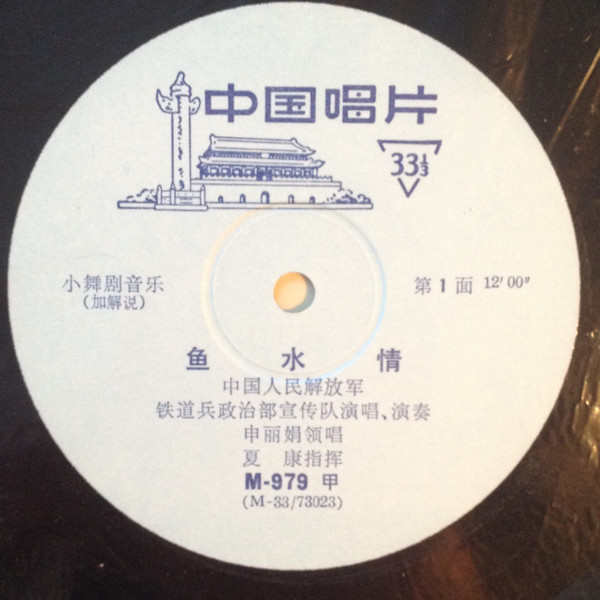 中国唱片
33⅓
小舞剧音乐
(加解说)
第1面 12′00″
鱼水情
中国人民解放军
铁道兵政治部宣传队演唱、演奏
申丽娟领唱
夏 康指挥
M-979 甲
(M-33/73023)